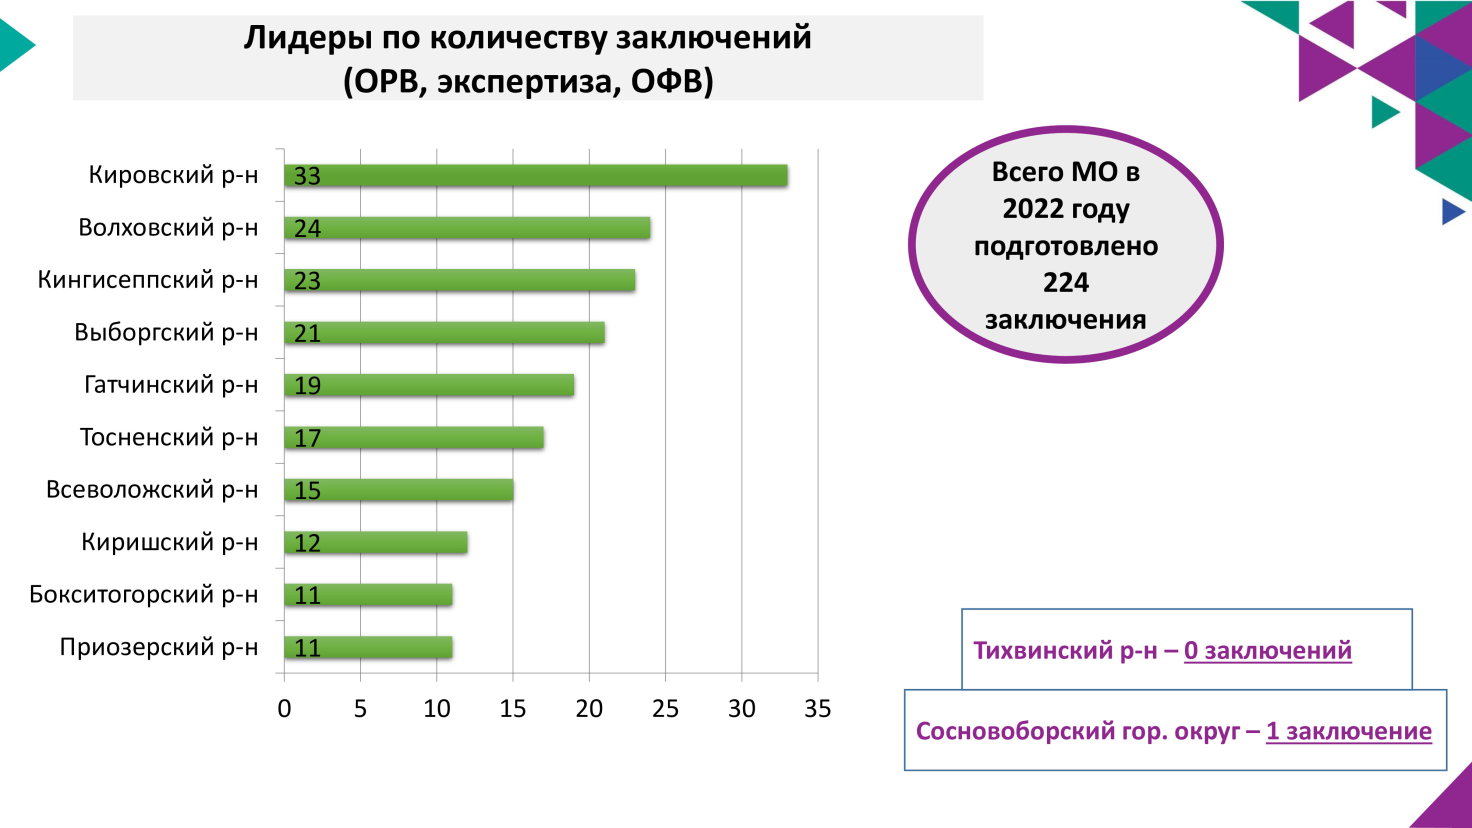 Лидеры по количеству заключений
(ОРВ, экспертиза, ОФВ)
Кировский р-н 33
Волховский р-н 24
Кингисеппский р-н 23
Выборгский р-н 21
Гатчинский р-н 19
Тосненский р-н 17
Всеволожский р-н 15
Киришский р-н 12
Бокситогорский р-н 11
Приозерский р-н 11
0 5 10 15 20 25 30 35
Всего МО в
2022 году
подготовлено
224
заключения
Тихвинский р-н – 0 заключений
Сосновоборский гор. округ – 1 заключение